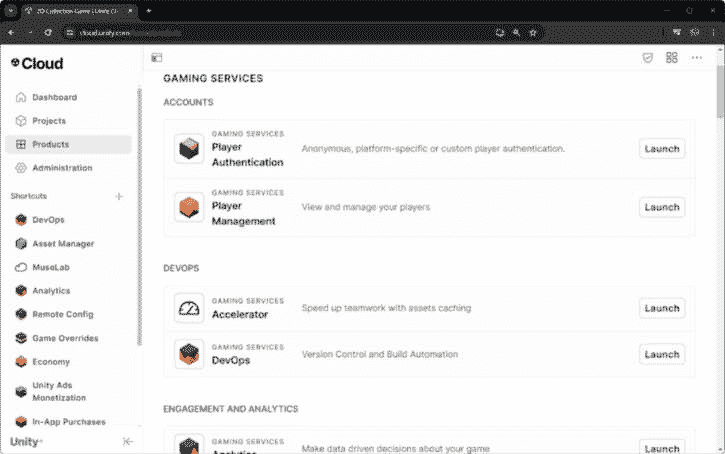 2D Collection Game | Unity Cl
cloud.unity.com
Cloud
Dashboard
Projects
Products
Administration
Shortcuts
DevOps
Asset Manager
MuseLab
Analytics
Remote Config
Game Overrides
Economy
Unity Ads
Monetization
In-App Purchases
Unity
GAMING SERVICES
ACCOUNTS
GAMING SERVICES
Player
Authentication
Anonymous, platform-specific or custom player authentication.
Launch
GAMING SERVICES
Player
Management
View and manage your players
Launch
DEVOPS
GAMING SERVICES
Accelerator
Speed up teamwork with assets caching
Launch
GAMING SERVICES
DevOps
Version Control and Build Automation
Launch
ENGAGEMENT AND ANALYTICS
GAMING SERVICES
Analytics
Make data driven decisions about your game
Launch